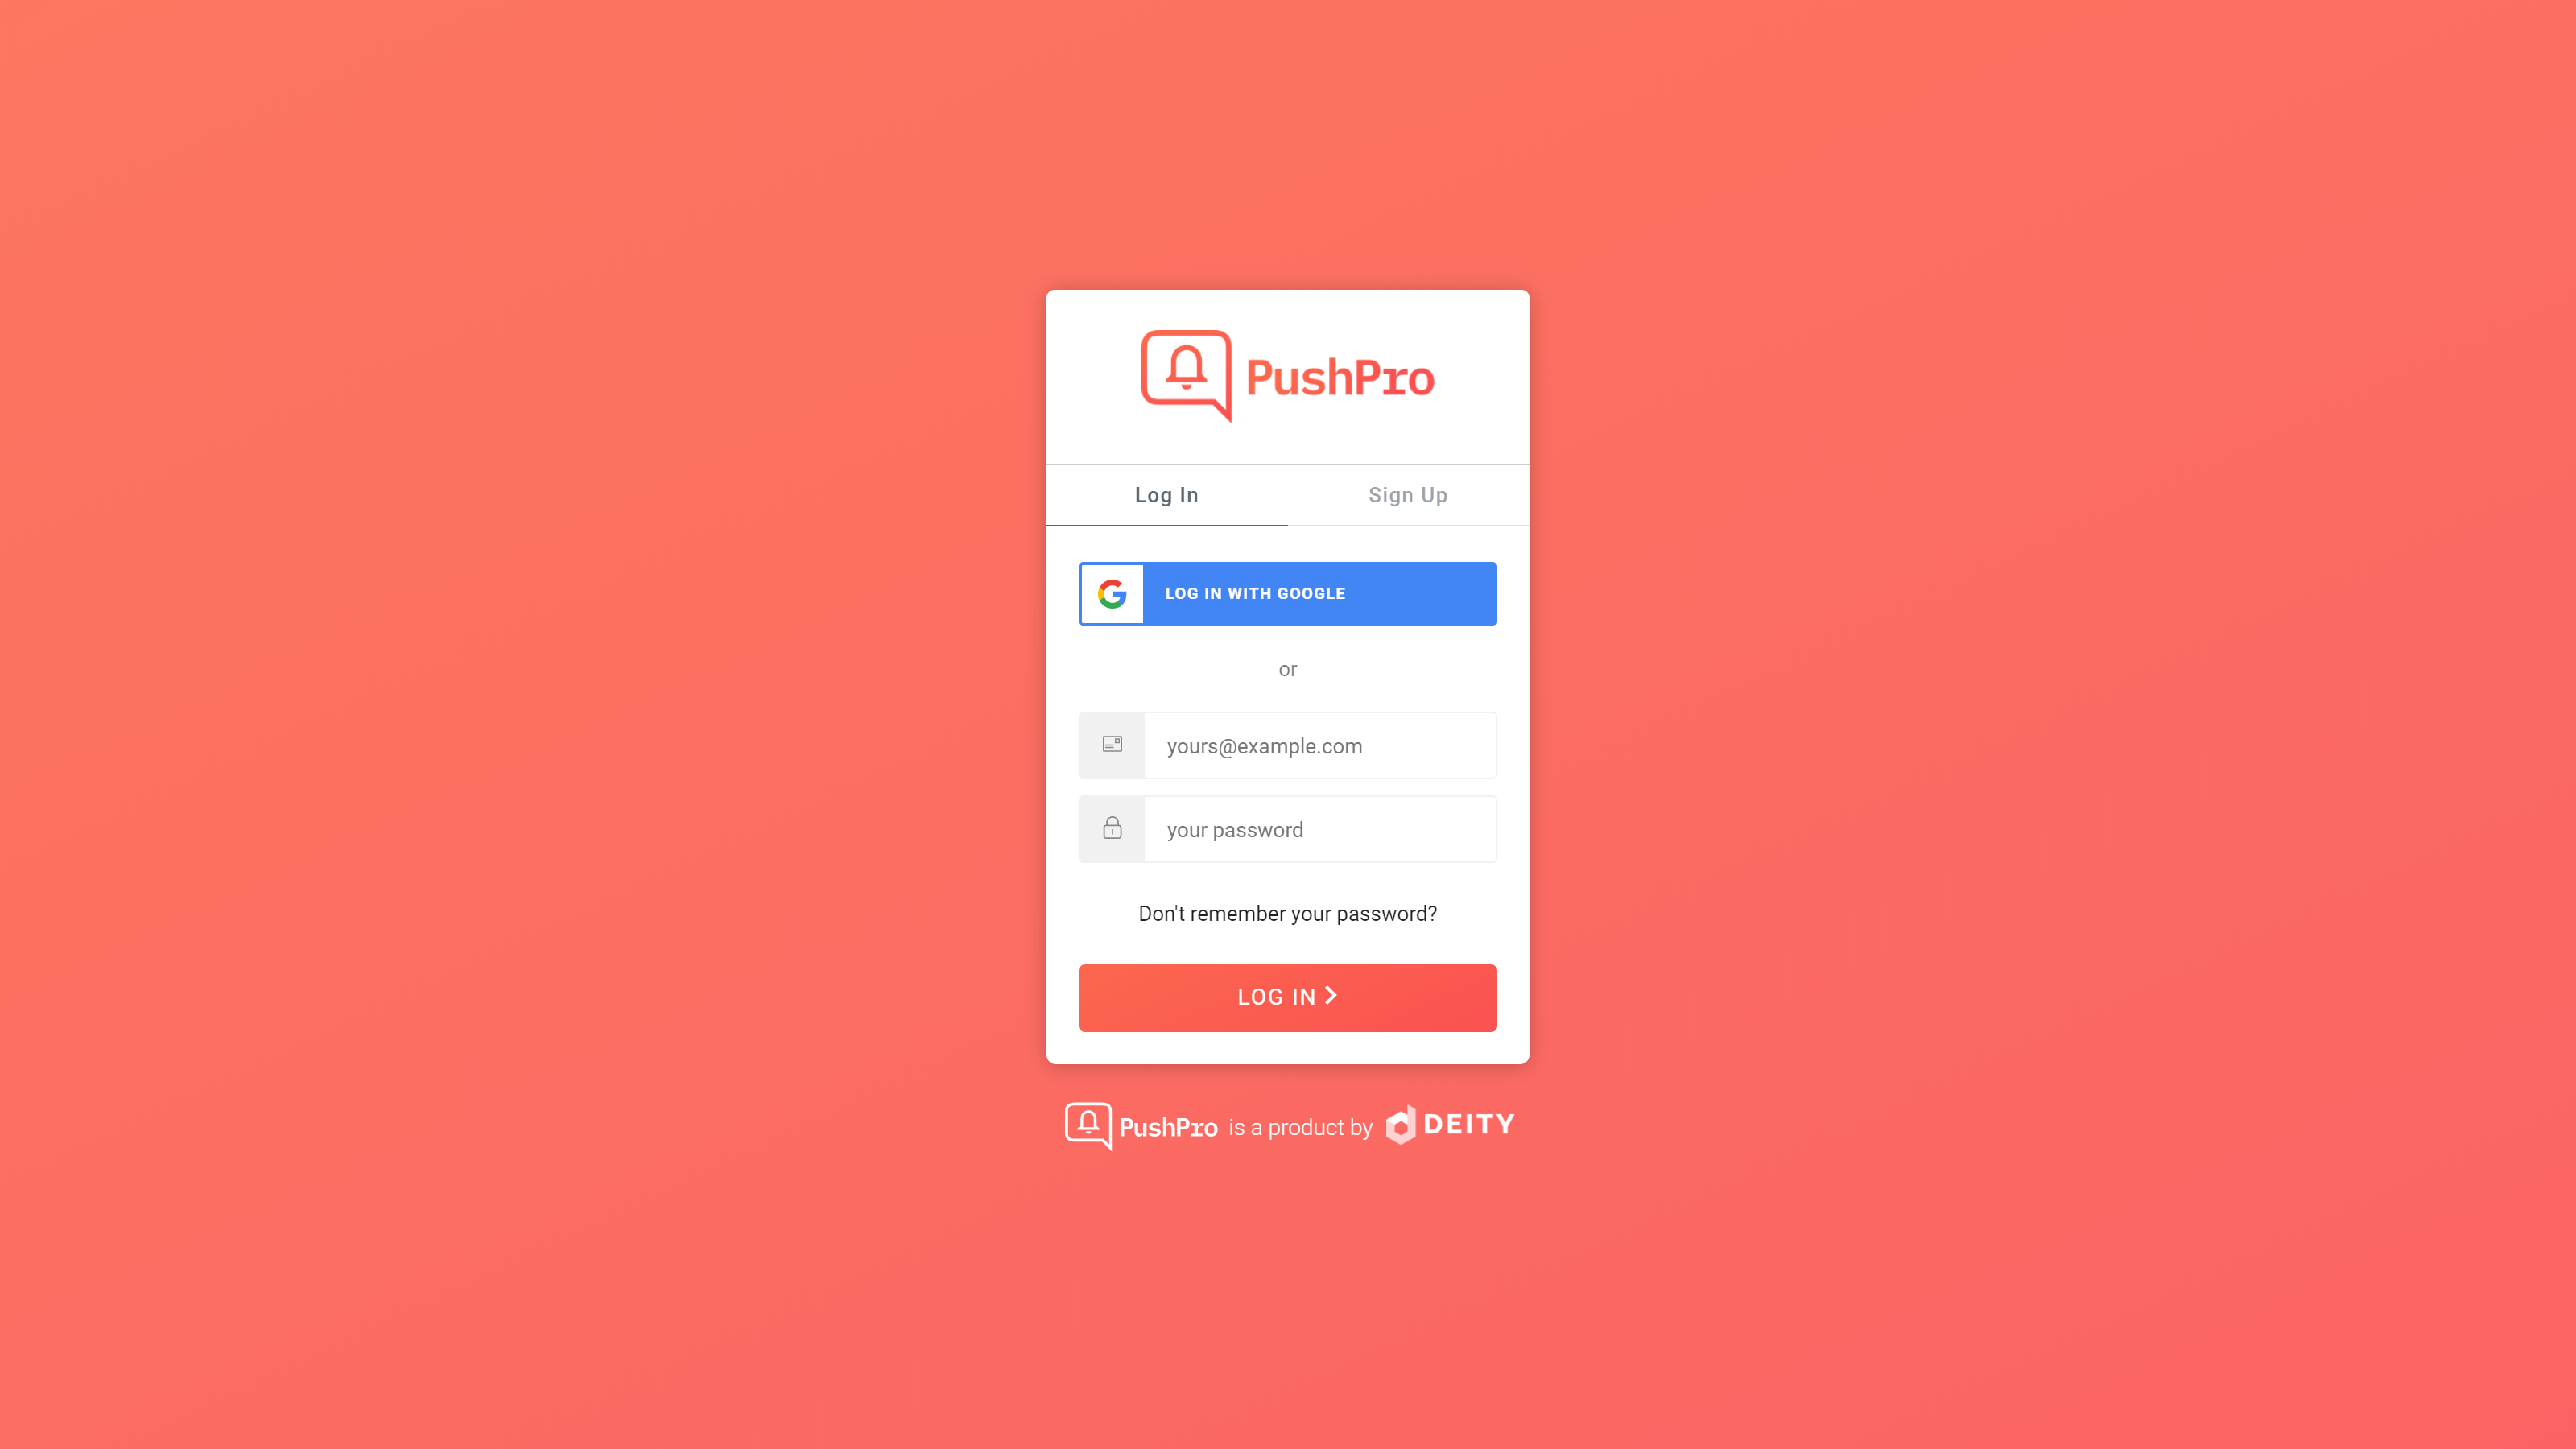 PushPro
Log In
Sign Up
LOG IN WITH GOOGLE
or
yours@example.com
your password
Don't remember your password?
LOG IN
PushPro is a product by DEITY